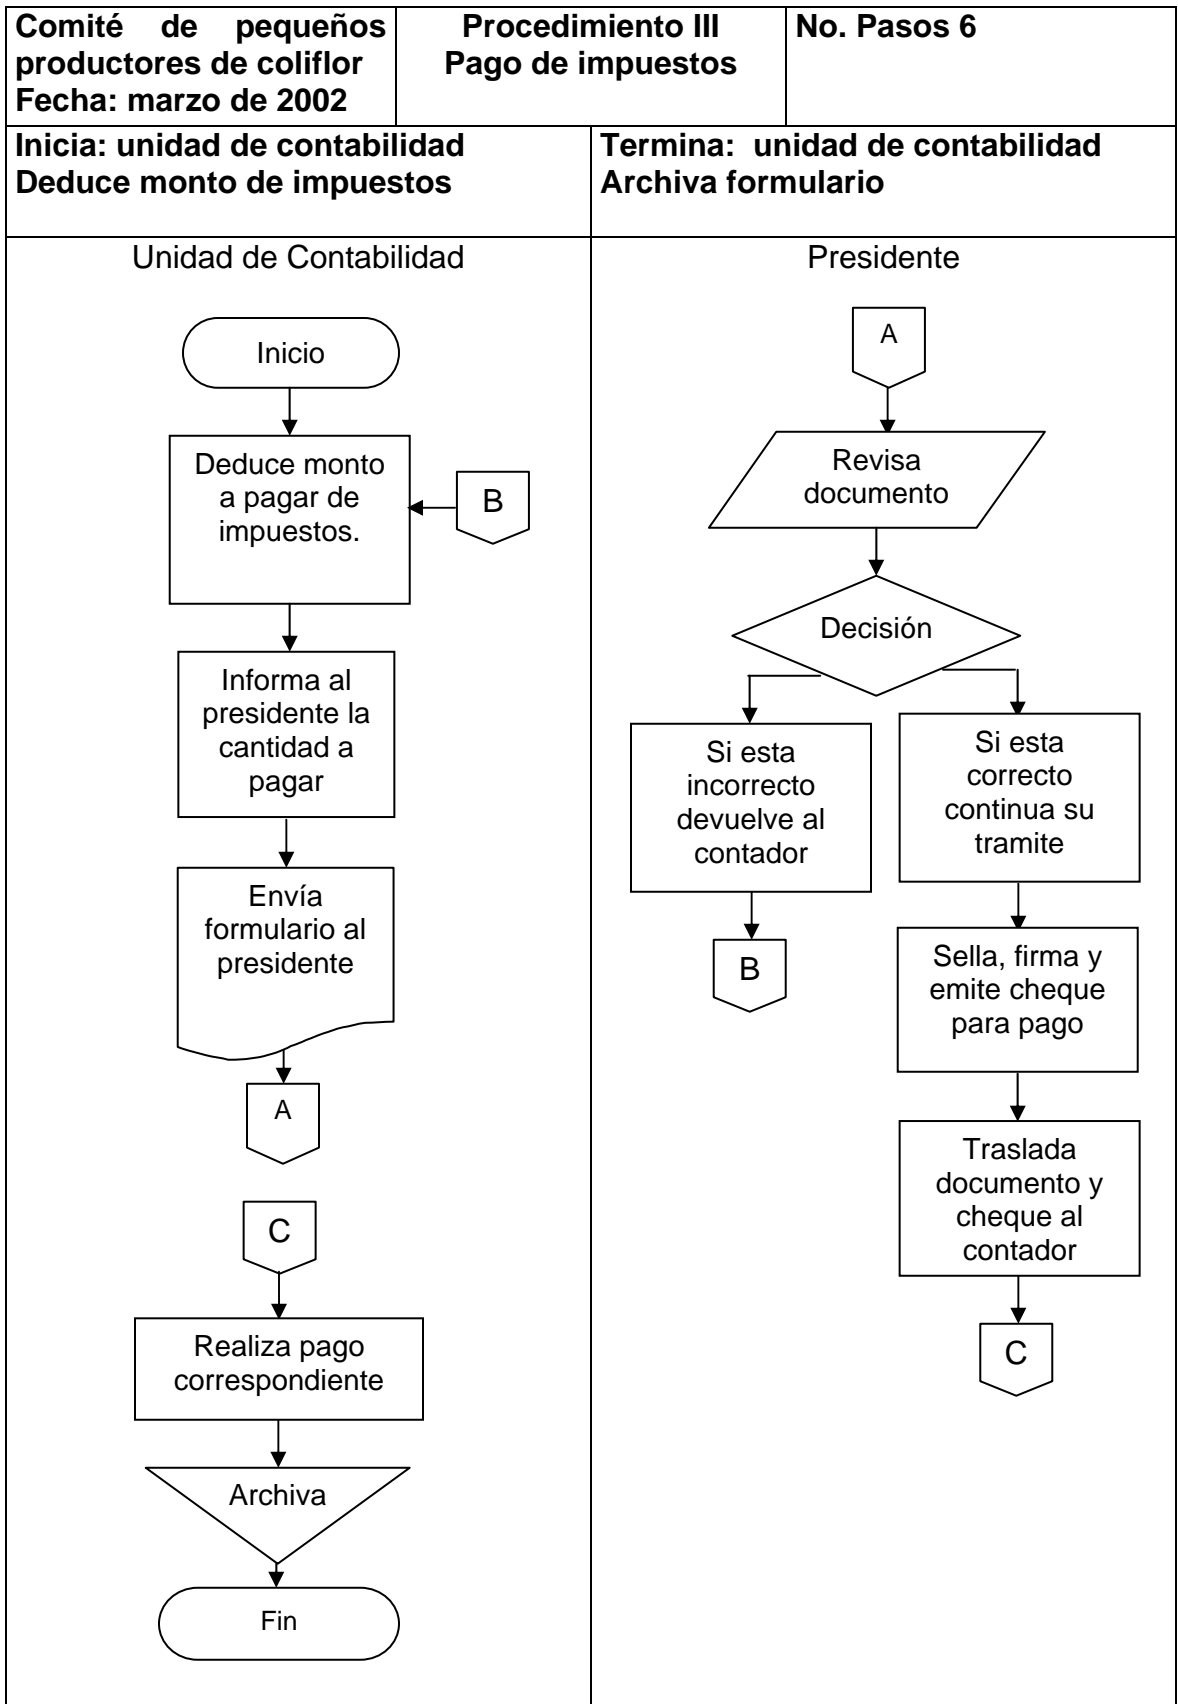 Comité de pequeños
productores de coliflor
Fecha: marzo de 2002
Procedimiento III
Pago de impuestos
No. Pasos 6
Inicia: unidad de contabilidad
Deduce monto de impuestos
Termina: unidad de contabilidad
Archiva formulario
Unidad de Contabilidad
Inicio
Deduce monto
a pagar de
impuestos.
B
Informa al
presidente la
cantidad a
pagar
Envía
formulario al
presidente
A
C
Realiza pago
correspondiente
Archiva
Fin
Presidente
A
Revisa
documento
Decisión
Si esta
incorrecto
devuelve al
contador
B
Si esta
correcto
continua su
tramite
Sella, firma y
emite cheque
para pago
Traslada
documento y
cheque al
contador
C